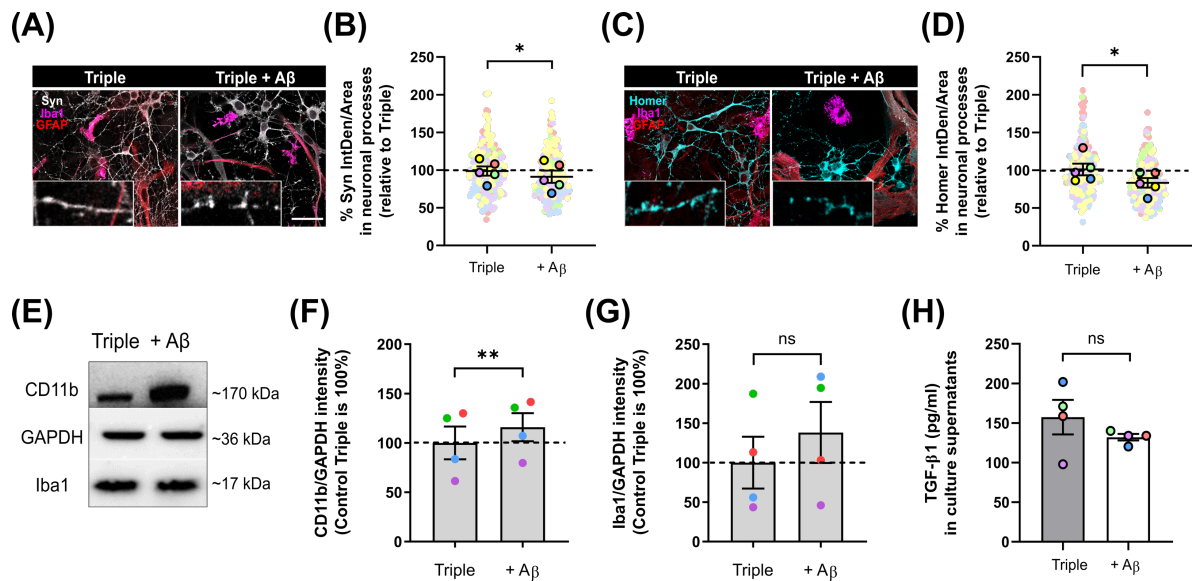 (A)
Triple
Triple + Aβ
Syn
Iba1
GFAP
(B)
*
% Syn IntDen/Area
in neuronal processes
(relative to Triple)
250
200
150
100
50
0
Triple
+ Aβ
(C)
Triple
Triple + Aβ
Homer
Iba1
GFAP
(D)
*
% Homer IntDen/Area
in neuronal processes
(relative to Triple)
250
200
150
100
50
0
Triple
+ Aβ
(E)
Triple + Aβ
CD11b
~170 kDa
GAPDH
~36 kDa
Iba1
~17 kDa
(F)
**
CD11b/GAPDH intensity
(Control Triple is 100%)
200
150
100
50
0
Triple
+ Aβ
(G)
ns
Iba1/GAPDH intensity
(Control Triple is 100%)
250
200
150
100
50
0
Triple
+ Aβ
(H)
ns
TGF-β1 (pg/ml)
in culture supernatants
250
200
150
100
50
0
Triple
+ Aβ